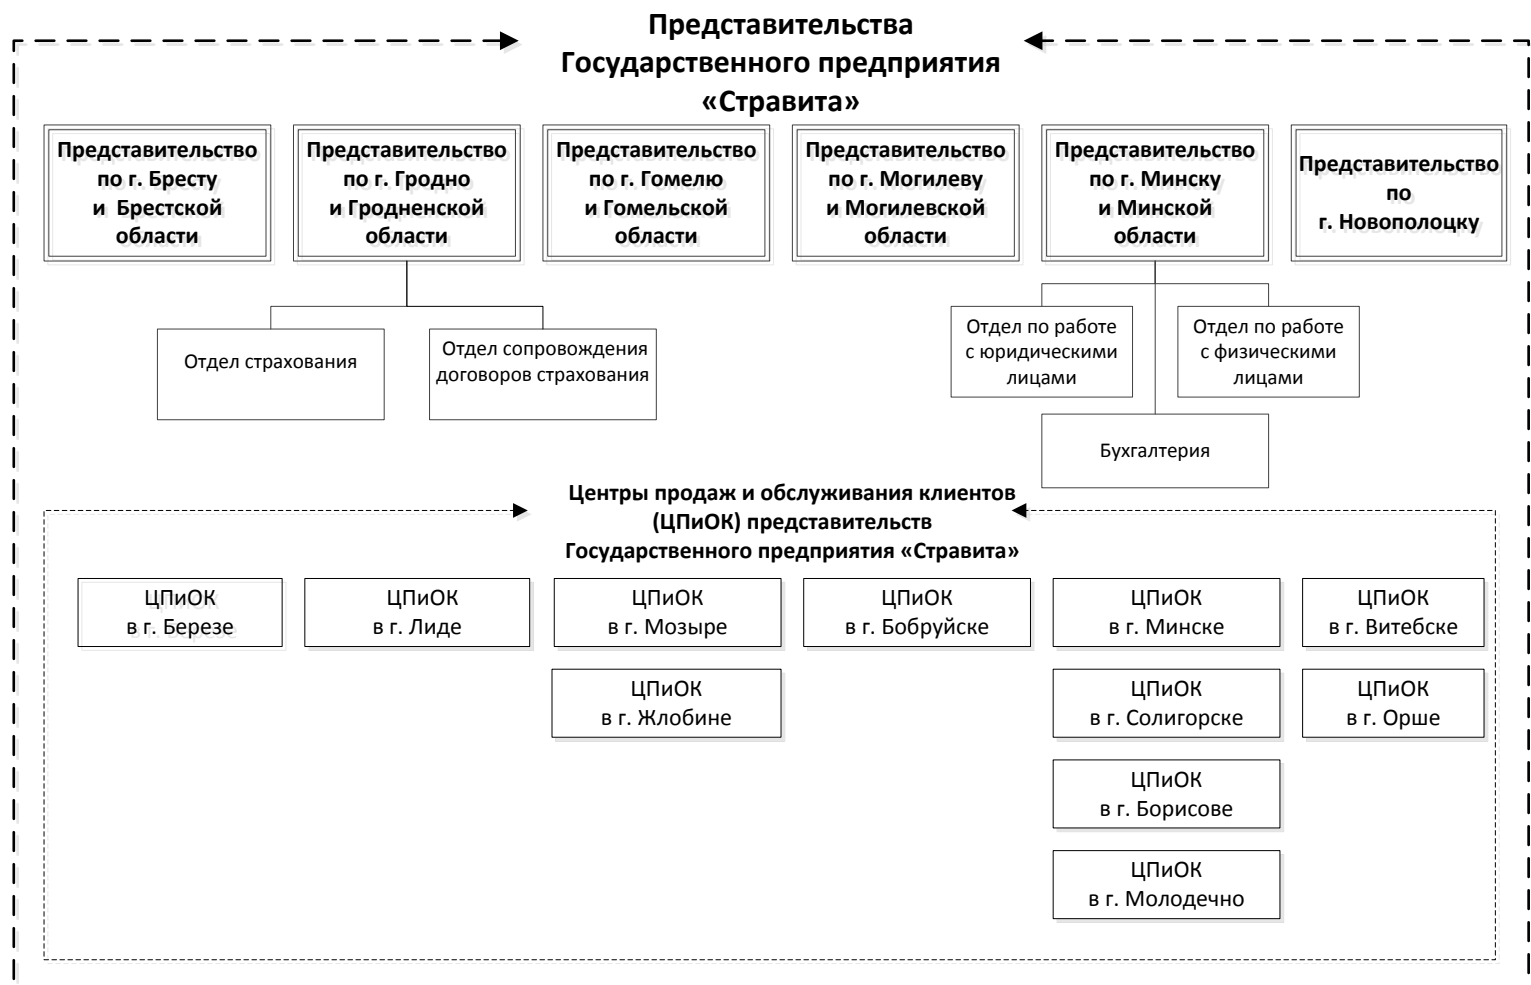 Представительства
Государственного предприятия
«Стравита»
Представительство
по г. Бресту
и Брестской
области
Представительство
по г. Гродно
и Гродненской
области
Представительство
по г. Гомелю
и Гомельской
области
Представительство
по г. Могилеву
и Могилевской
области
Представительство
по г. Минску
и Минской
области
Представительство
по
г. Новополоцку
Отдел страхования
Отдел сопровождения
договоров страхования
Отдел по работе
с юридическими
лицами
Отдел по работе
с физическими
лицами
Бухгалтерия
Центры продаж и обслуживания клиентов
(ЦПиОК) представительств
Государственного предприятия «Стравита»
ЦПиОК
в г. Березе
ЦПиОК
в г. Лиде
ЦПиОК
в г. Мозыре
ЦПиОК
в г. Бобруйске
ЦПиОК
в г. Минске
ЦПиОК
в г. Витебске
ЦПиОК
в г. Жлобине
ЦПиОК
в г. Солигорске
ЦПиОК
в г. Орше
ЦПиОК
в г. Борисове
ЦПиОК
в г. Молодечно